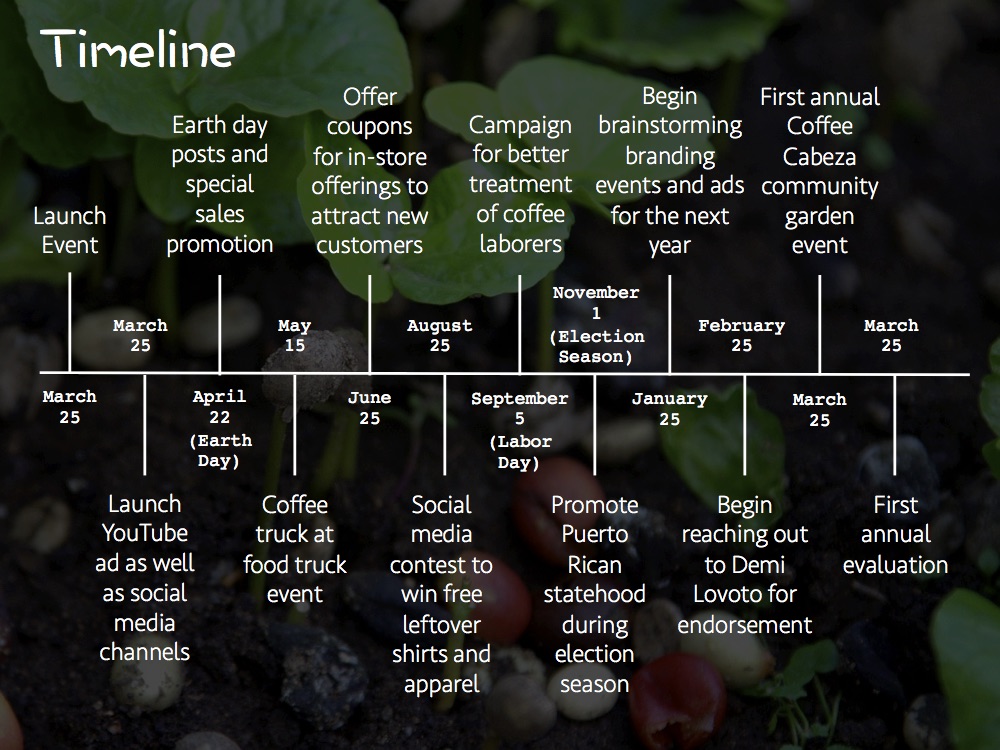 Timeline
Launch
Event
Earth day
posts and
special
sales
promotion
Offer
coupons
for in-store
offerings to
attract new
customers
Campaign
for better
treatment
of coffee
laborers
Begin
brainstorming
branding
events and ads
for the next
year
First annual
Coffee
Cabeza
community
garden
event
March
25
May
15
August
25
November
1
(Election
Season)
February
25
March
25
March
25
April
22
(Earth
Day)
June
25
September
5
(Labor
Day)
January
25
March
25
Launch
YouTube
ad as well
as social
media
channels
Coffee
truck at
food truck
event
Social
media
contest to
win free
leftover
shirts and
apparel
Promote
Puerto
Rican
statehood
during
election
season
Begin
reaching out
to Demi
Lovoto for
endorsement
First
annual
evaluation